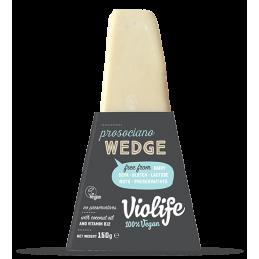 prosociano
WEDGE
free from DAIRY
SOYA - GLUTEN - LACTOSE
NUTS - PRESERVATIVES
no preservatives
with coconut oil
AND VITAMIN B12
NET WEIGHT 150g
Violife
100% Vegan